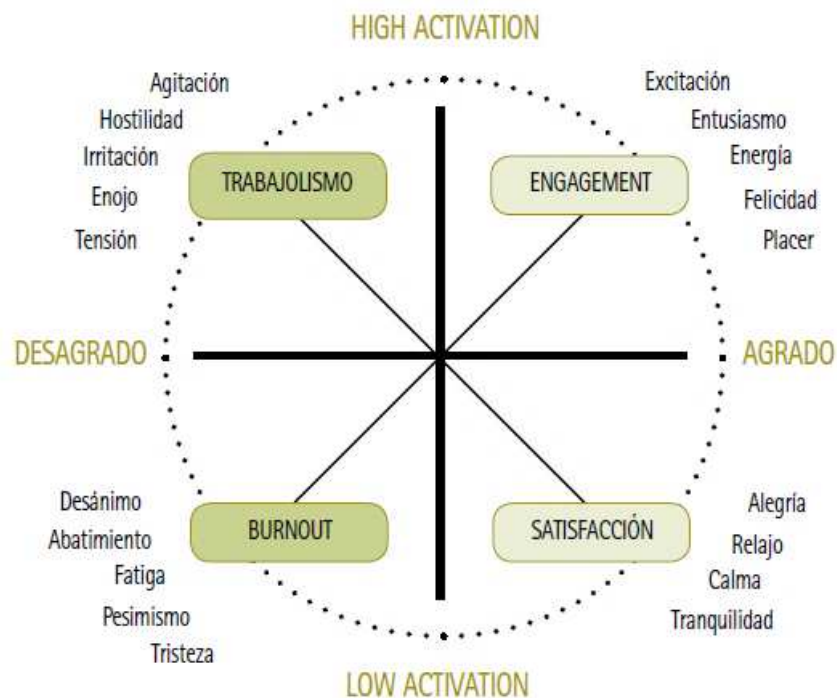 HIGH ACTIVATION
Agitación
Hostilidad
Irritación
Enojo
Tensión
TRABAJOLISMO
Excitación
Entusiasmo
Energía
Felicidad
Placer
ENGAGEMENT
DESAGRADO
AGRADO
Desánimo
Abatimiento
Fatiga
Pesimismo
Tristeza
BURNOUT
SATISFACCIÓN
Alegría
Relajo
Calma
Tranquilidad
LOW ACTIVATION